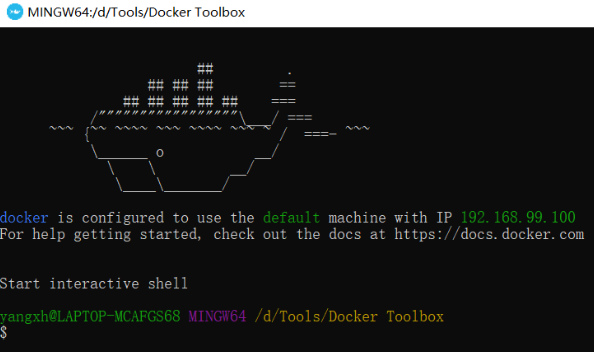 MINGW64:/d/Tools/Docker Toolbox
                        ##         .
                  ## ## ##        ==
               ## ## ## ## ##    ===
           /"""""""""""""""""\___/ ===
      ~~~ {~~ ~~~~ ~~~ ~~~~ ~~~ ~ /  ===- ~~~
           \______ o           __/
             \    \         __/
              \____\_______/
docker is configured to use the default machine with IP 192.168.99.100
For help getting started, check out the docs at https://docs.docker.com
Start interactive shell
yangxh@LAPTOP-MCAFGS68 MINGW64 /d/Tools/Docker Toolbox
$